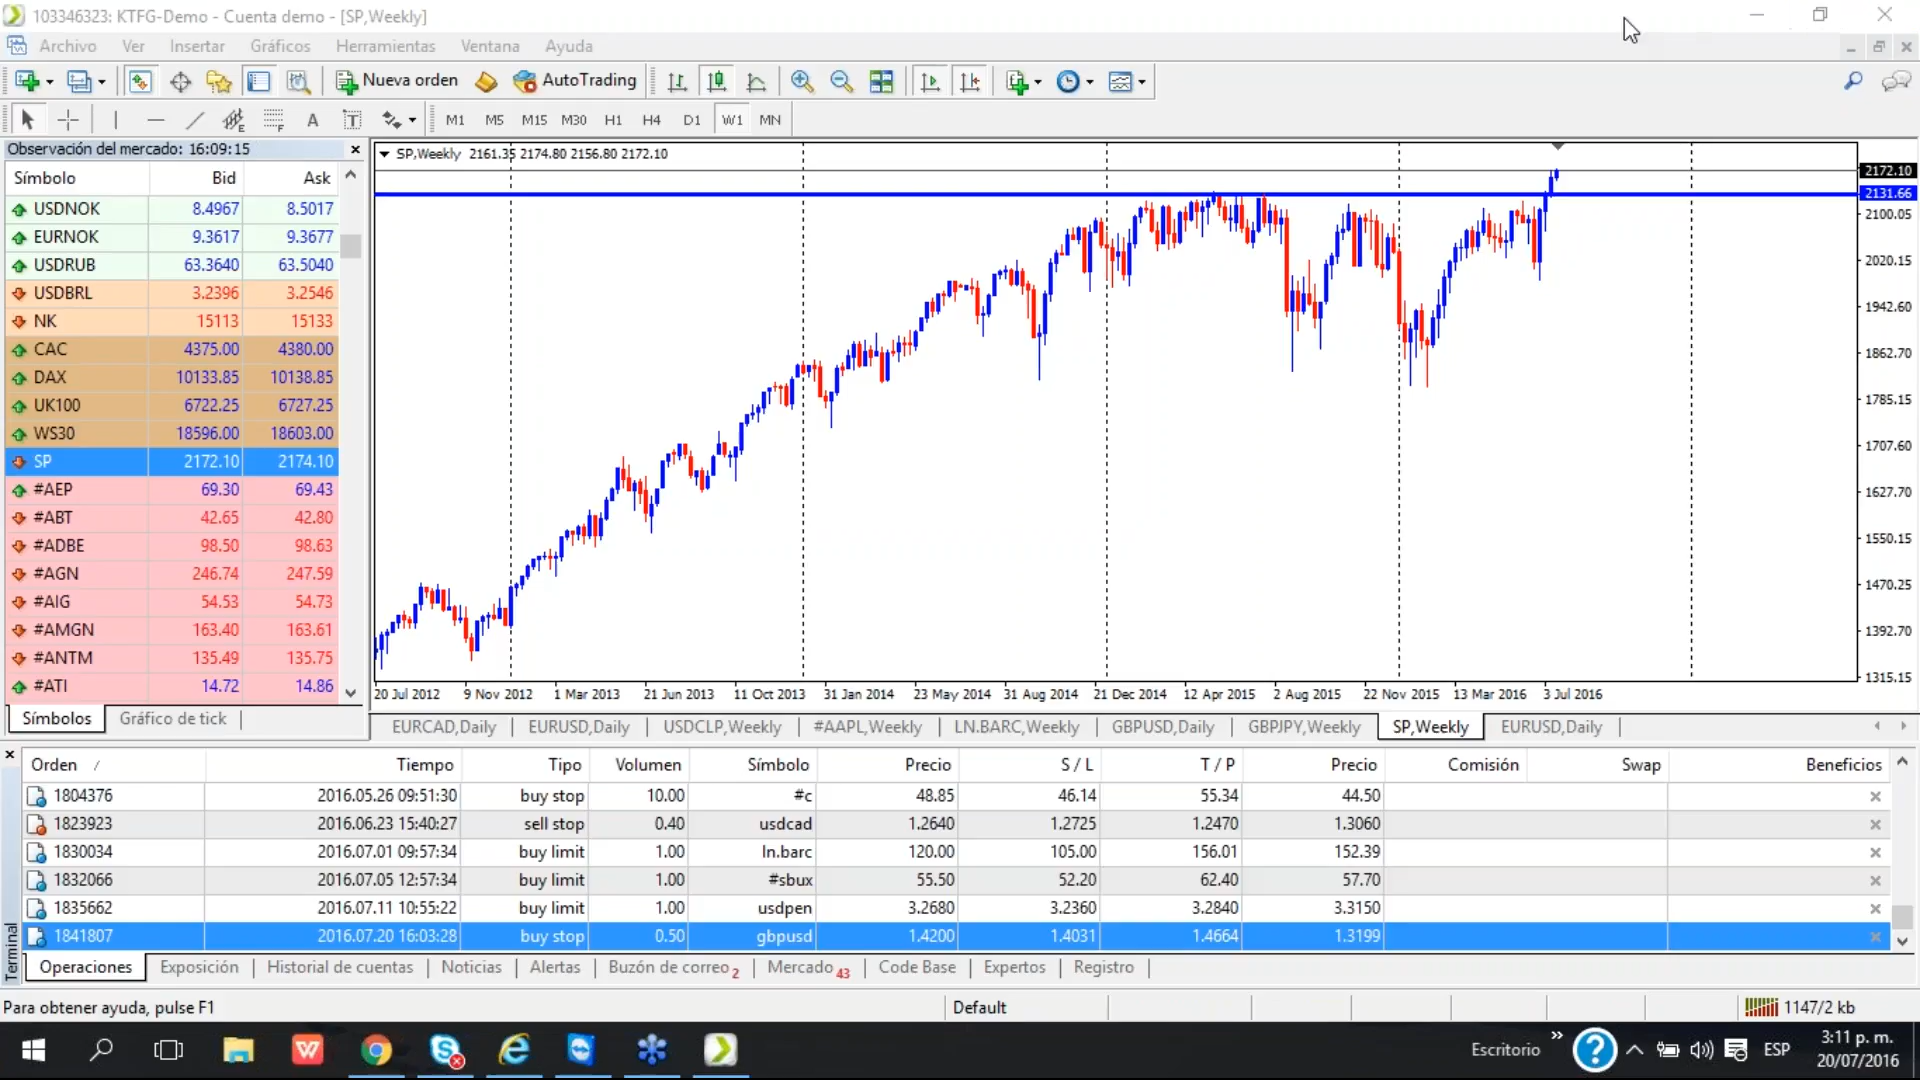 103346323: KTFG-Demo - Cuenta demo - [SP,Weekly]
Archivo Ver Insertar Gráficos Herramientas Ventana Ayuda
Nueva orden AutoTrading
A T M1 M5 M15 M30 H1 H4 D1 W1 MN
Observación del mercado: 16:09:15
Símbolo Bid Ask
USDNOK 8.4967 8.5017
EURNOK 9.3617 9.3677
USDRUB 63.3640 63.5040
USDBRL 3.2396 3.2546
NK 15113 15133
CAC 4375.00 4380.00
DAX 10133.85 10138.85
UK100 6722.25 6727.25
WS30 18596.00 18603.00
SP 2172.10 2174.10
#AEP 69.30 69.43
#ABT 42.65 42.80
#ADBE 98.50 98.63
#AGN 246.74 247.59
#AIG 54.53 54.73
#AMGN 163.40 163.61
#ANTM 135.49 135.75
#ATI 14.72 14.86
Símbolos Gráfico de tick
SP,Weekly 2161.35 2174.80 2156.80 2172.10
2172.10
2131.66
2100.05
2020.15
1942.60
1862.70
1785.15
1707.60
1627.70
1550.15
1470.25
1392.70
1315.15
20 Jul 2012 9 Nov 2012 1 Mar 2013 21 Jun 2013 11 Oct 2013 31 Jan 2014 23 May 2014 31 Aug 2014 21 Dec 2014 12 Apr 2015 2 Aug 2015 22 Nov 2015 13 Mar 2016 3 Jul 2016
EURCAD,Daily EURUSD,Daily USDCLP,Weekly #AAPL,Weekly LN.BARC,Weekly GBPUSD,Daily GBPJPY,Weekly SP,Weekly EURUSD,Daily
Orden / Tiempo Tipo Volumen Símbolo Precio S / L T / P Precio Comisión Swap Beneficios
1804376 2016.05.26 09:51:30 buy stop 10.00 #c 48.85 46.14 55.34 44.50
1823923 2016.06.23 15:40:27 sell stop 0.40 usdcad 1.2640 1.2725 1.2470 1.3060
1830034 2016.07.01 09:57:34 buy limit 1.00 ln.barc 120.00 105.00 156.01 152.39
1832066 2016.07.05 12:57:34 buy limit 1.00 #sbux 55.50 52.20 62.40 57.70
1835662 2016.07.11 10:55:22 buy limit 1.00 usdpen 3.2680 3.2360 3.2840 3.3150
1841807 2016.07.20 16:03:28 buy stop 0.50 gbpusd 1.4200 1.4031 1.4664 1.3199
Terminal
Operaciones Exposición Historial de cuentas Noticias Alertas Buzón de correo 2 Mercado 43 Code Base Expertos Registro
Para obtener ayuda, pulse F1 Default 1147/2 kb
Escritorio » ESP 3:11 p. m.
20/07/2016